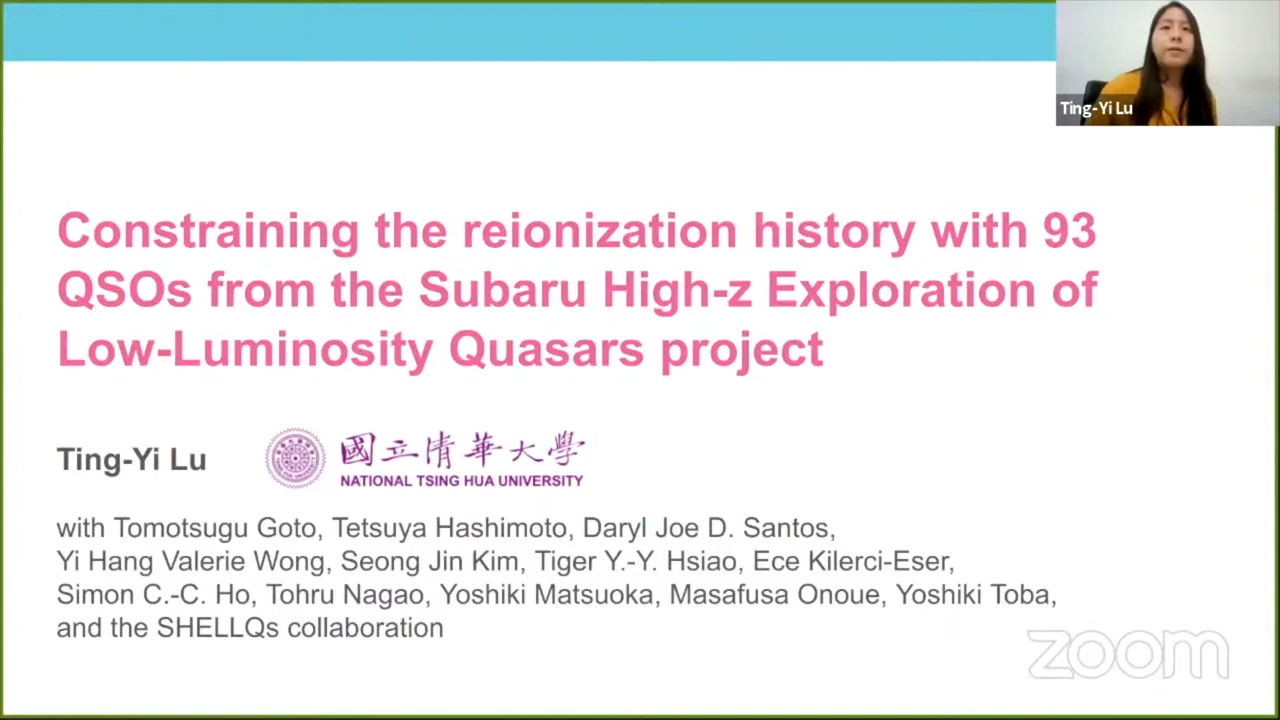 Ting-Yi Lu
Constraining the reionization history with 93
QSOs from the Subaru High-z Exploration of
Low-Luminosity Quasars project
Ting-Yi Lu
國立清華大學
NATIONAL TSING HUA UNIVERSITY
with Tomotsugu Goto, Tetsuya Hashimoto, Daryl Joe D. Santos,
Yi Hang Valerie Wong, Seong Jin Kim, Tiger Y.-Y. Hsiao, Ece Kilerci-Eser,
Simon C.-C. Ho, Tohru Nagao, Yoshiki Matsuoka, Masafusa Onoue, Yoshiki Toba,
and the SHELLQs collaboration
zoom